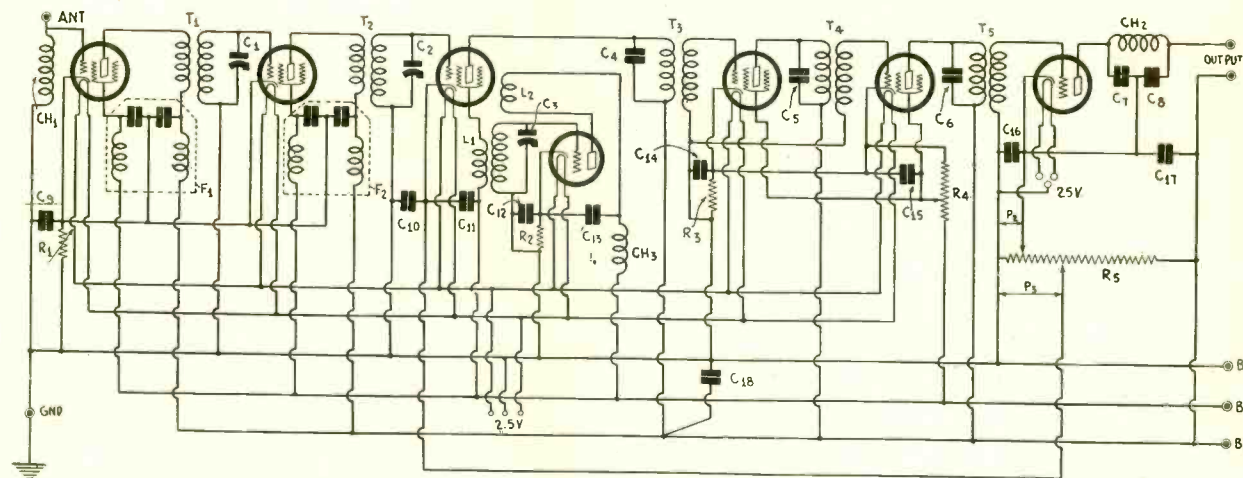 ANT
T1
C1
T2
C2
C4
T3
T4
T5
CH2
OUTPUT
CH1
C3
L2
L1
C5
C6
C7
C8
F1
F2
C9
R1
C10
C11
C12
R2
C13
CH3
C14
R3
C15
R4
C16
C17
25V
P2
R5
P3
C18
B
B
B
GND
2.5V